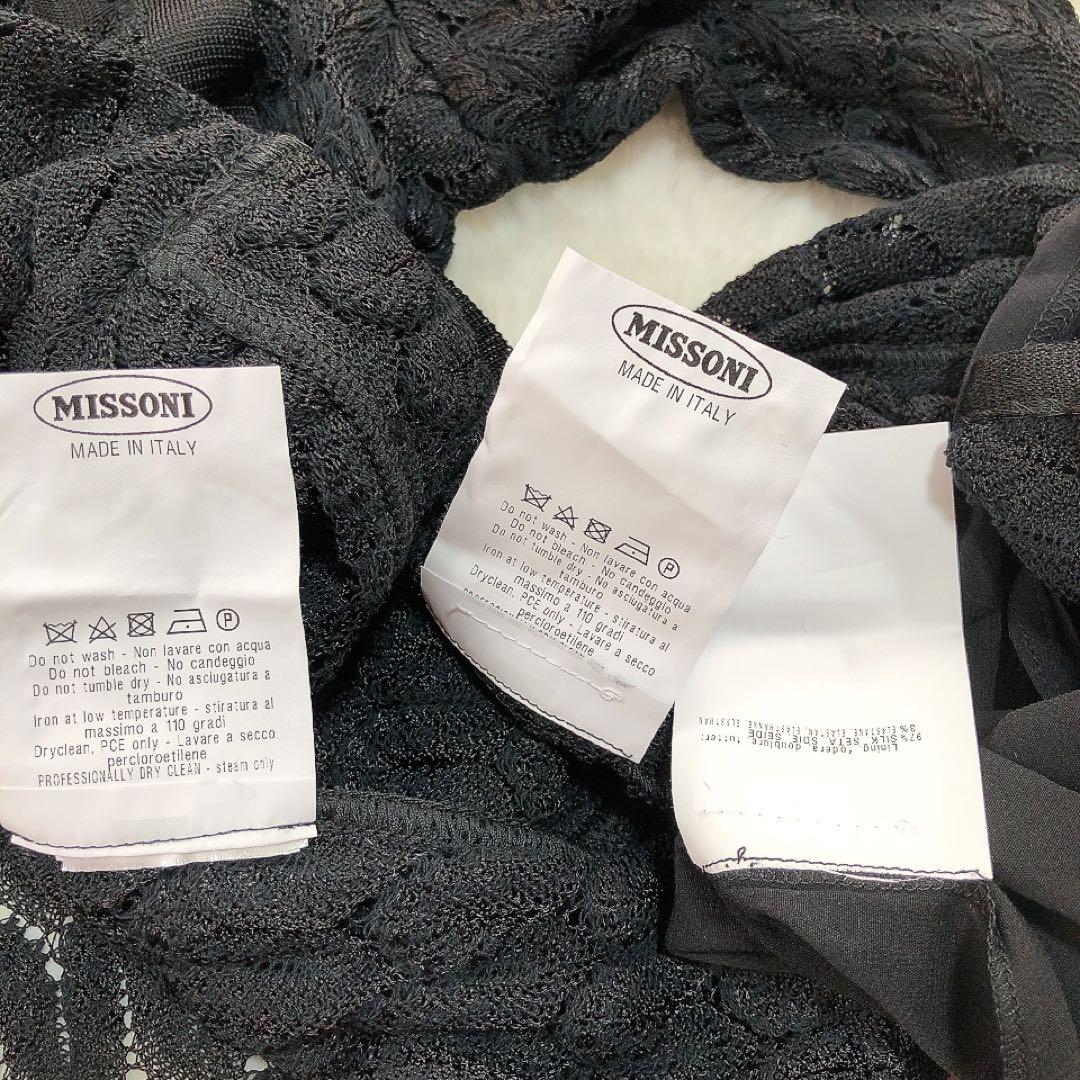 MISSONI
MADE IN ITALY
Do not wash - Non lavare con acqua
Do not bleach - No candeggio
Do not tumble dry - No asciugatura a
tamburo
Iron at low temperature - stiratura al
massimo a 110 gradi
Dryclean, PCE only - Lavare a secco
percloroetilene
PROFESSIONALLY DRY CLEAN - steam only
MISSONI
MADE IN ITALY
P
Do not wash - Non lavare con acqua
Do not bleach - No candeggio
Do not tumble dry - No asciugatura a
tamburo
Iron at low temperature - stiratura al
massimo a 110 gradi
Dryclean, PCE only - Lavare a secco
percloroetilene
P
Lining fodera doublure futter:
97% SILK SETA SOIE SEIDE
3% ELASTANE, ELASTAN, ELASTHANNE, ELASTHAN